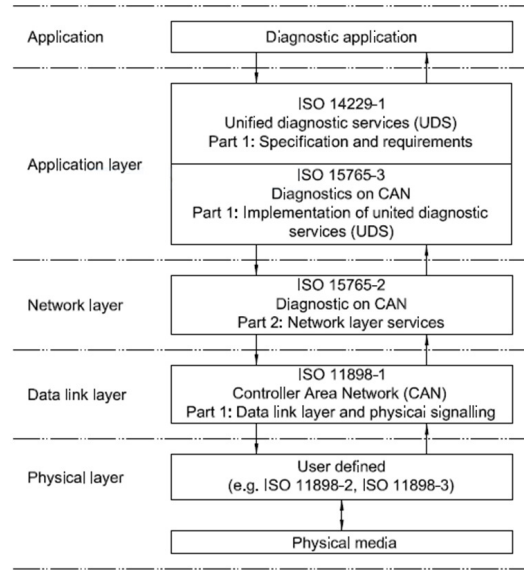 Application
Diagnostic application
Application layer
ISO 14229-1
Unified diagnostic services (UDS)
Part 1: Specification and requirements
ISO 15765-3
Diagnostics on CAN
Part 1: Implementation of united diagnostic
services (UDS)
Network layer
ISO 15765-2
Diagnostic on CAN
Part 2: Network layer services
Data link layer
ISO 11898-1
Controller Area Network (CAN)
Part 1: Data link layer and physical signalling
Physical layer
User defined
(e.g. ISO 11898-2, ISO 11898-3)
Physical media